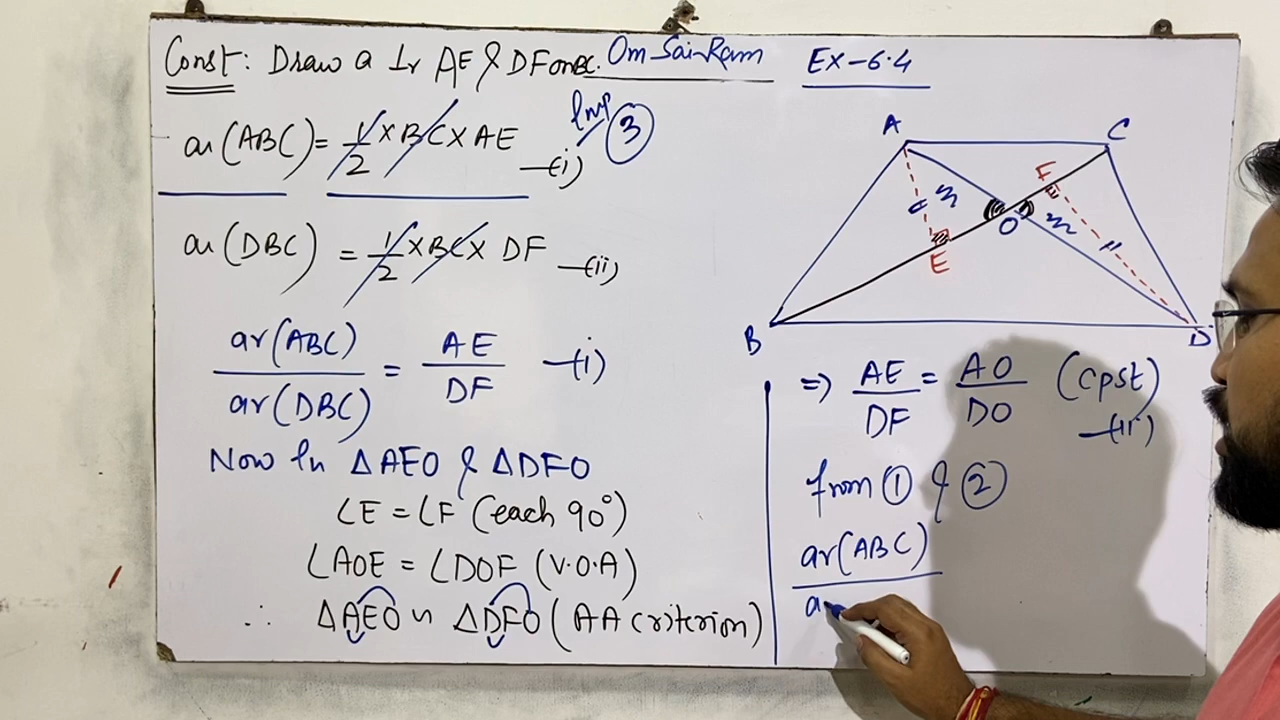 Const: Draw a ⊥r AE & DF on BC. Om Sai Ram Ex-6.4
Imp 3
ar(ABC) = 1/2 × BC × AE —(i)
ar(DBC) = 1/2 × BC × DF —(ii)
ar(ABC)/ar(DBC) = AE/DF —(i)
Now In ΔAEO & ΔDFO
∠E = ∠F (each 90°)
∠AOE = ∠DOF (V.O.A)
∴ ΔAEO ∽ ΔDFO (AA criterion)
A C
F
O
E
B D
=> AE/DF = AO/DO (cpst)
—(ii)
from ① & ②
ar(ABC)
a